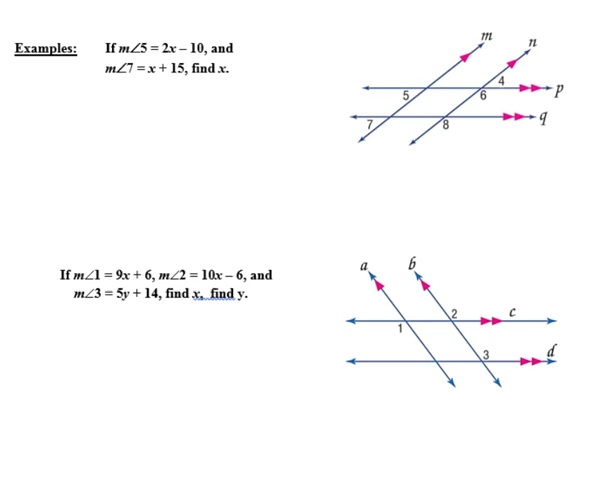 Examples: If m∠5 = 2x – 10, and
m∠7 = x + 15, find x.
m
n
4
p
5
6
q
7
8
If m∠1 = 9x + 6, m∠2 = 10x – 6, and
m∠3 = 5y + 14, find x, find y.
a
b
2
c
1
3
d